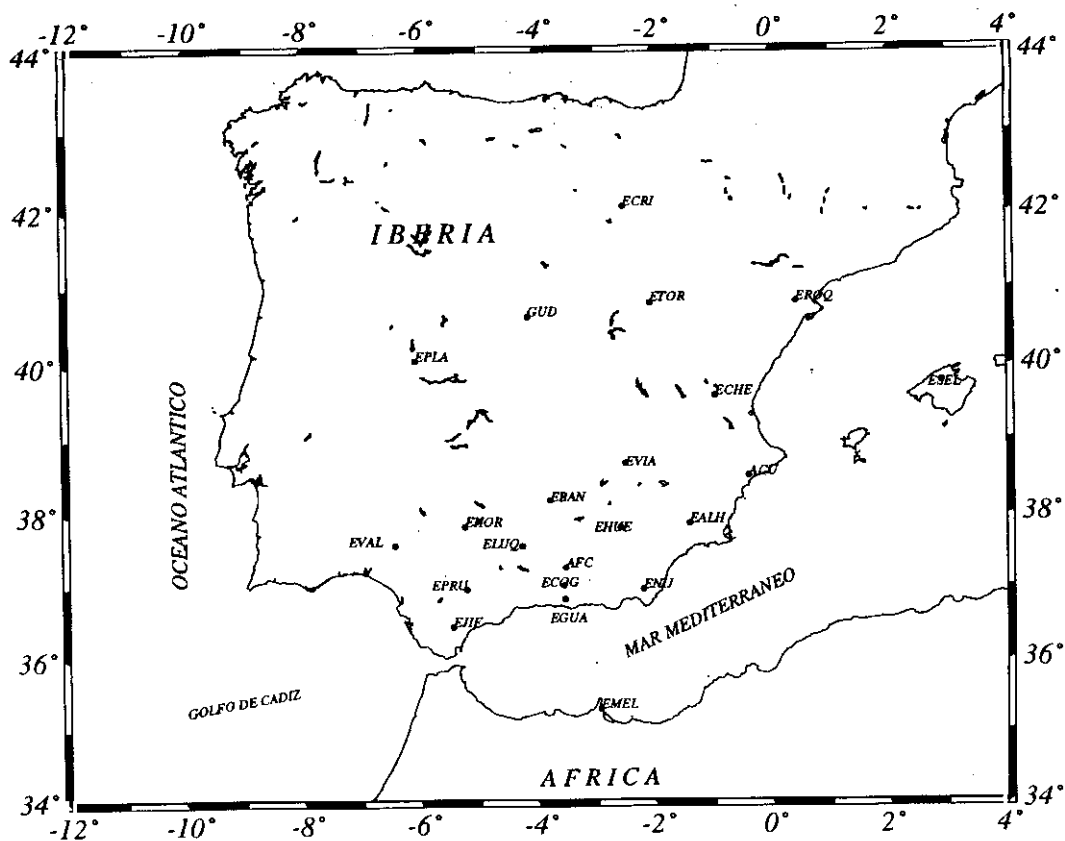 -12° -10° -8° -6° -4° -2° 0° 2° 4°
44° 44°
ECRI
42° 42°
IBERIA
ETOR EROQ
GUD
EPLA
40° 40°
ESEL
ECHE
OCEANO ATLANTICO
EVIA
ACU
EBAN
38° 38°
EMOR EHUE EALH
EVAL ELUQ
AFC
EPRU ECOG ENIJ
EGUA
EJIF
MAR MEDITERRANEO
36° 36°
GOLFO DE CADIZ
EMEL
AFRICA
34° 34°
-12° -10° -8° -6° -4° -2° 0° 2° 4°